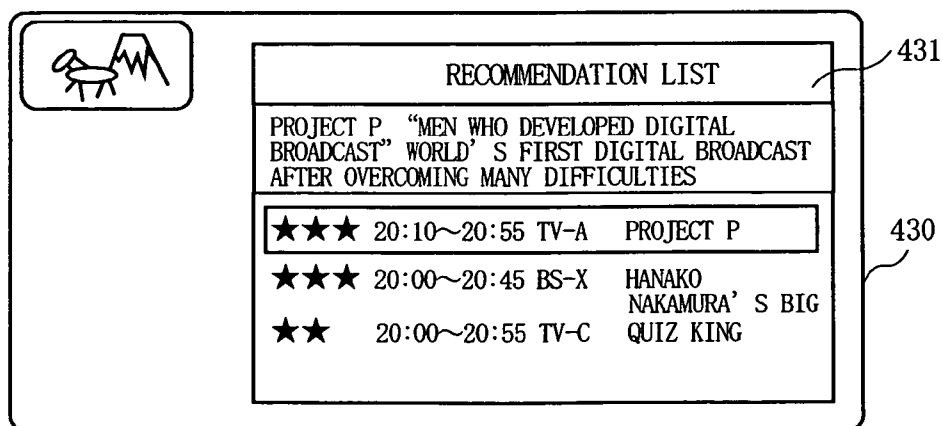 RECOMMENDATION LIST
431
PROJECT P “MEN WHO DEVELOPED DIGITAL
BROADCAST” WORLD’ S FIRST DIGITAL BROADCAST
AFTER OVERCOMING MANY DIFFICULTIES
★★★ 20:10～20:55 TV-A PROJECT P
430
★★★ 20:00～20:45 BS-X HANAKO
NAKAMURA’ S BIG
★★ 20:00～20:55 TV-C QUIZ KING